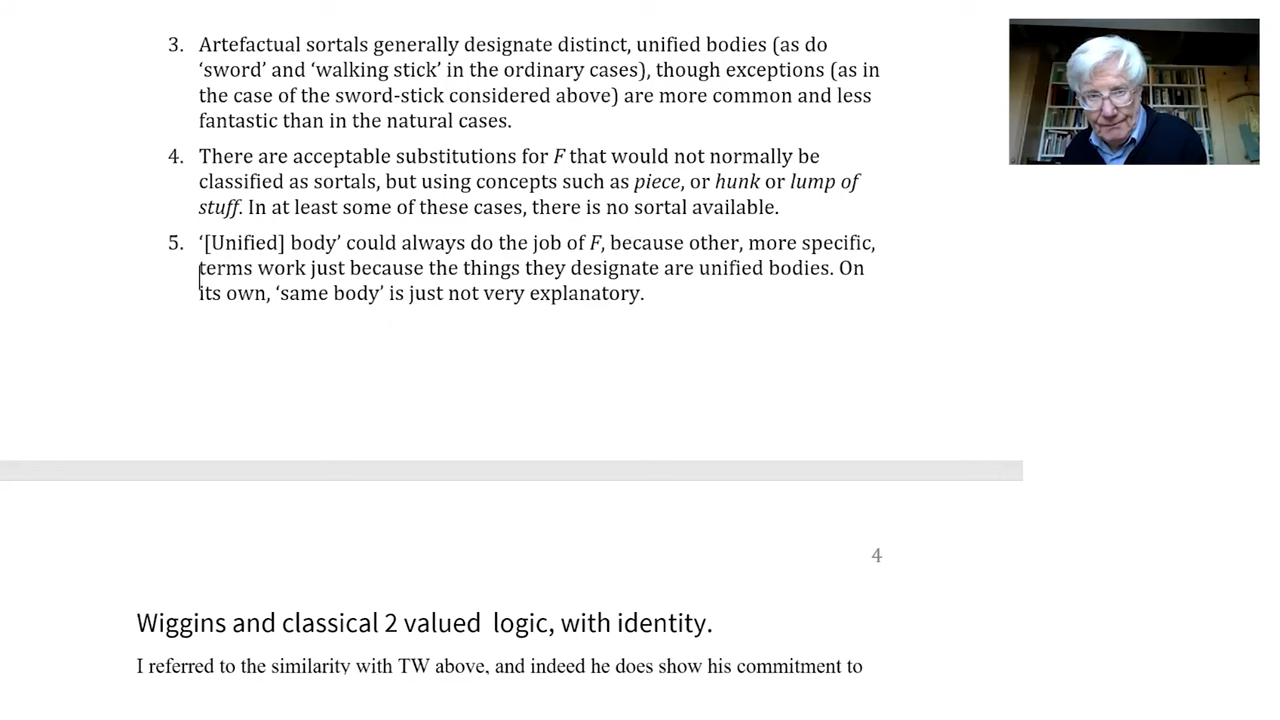 3. Artefactual sortals generally designate distinct, unified bodies (as do
‘sword’ and ‘walking stick’ in the ordinary cases), though exceptions (as in
the case of the sword-stick considered above) are more common and less
fantastic than in the natural cases.
4. There are acceptable substitutions for F that would not normally be
classified as sortals, but using concepts such as piece, or hunk or lump of
stuff. In at least some of these cases, there is no sortal available.
5. ‘[Unified] body’ could always do the job of F, because other, more specific,
terms work just because the things they designate are unified bodies. On
its own, ‘same body’ is just not very explanatory.
4
Wiggins and classical 2 valued logic, with identity.
I referred to the similarity with TW above, and indeed he does show his commitment to